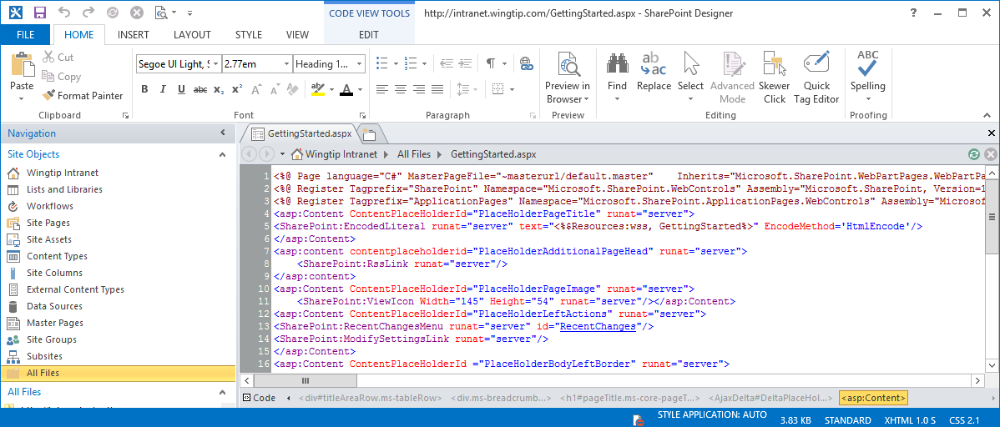 CODE VIEW TOOLS
http://intranet.wingtip.com/GettingStarted.aspx - SharePoint Designer
FILE HOME INSERT LAYOUT STYLE VIEW EDIT
Paste
Cut
Copy
Format Painter
Clipboard
Segoe UI Light, S 2.77em Heading 1...
B I U abc x₂ x² A A ab A
Font
Paragraph
Preview in
Browser
Preview
Find
ab
ac
Replace
Select
Advanced
Mode
Skewer
Click
Quick
Tag Editor
Editing
ABC
Spelling
Proofing
Navigation
Site Objects
Wingtip Intranet
Lists and Libraries
Workflows
Site Pages
Site Assets
Content Types
Site Columns
External Content Types
Data Sources
Master Pages
Site Groups
Subsites
All Files
All Files
GettingStarted.aspx
Wingtip Intranet All Files GettingStarted.aspx
1 <%@ Page language="C#" MasterPageFile="~masterurl/default.master" Inherits="Microsoft.SharePoint.WebPartPages.WebPartPa
2 <%@ Register Tagprefix="SharePoint" Namespace="Microsoft.SharePoint.WebControls" Assembly="Microsoft.SharePoint, Version=1
3 <%@ Register Tagprefix="ApplicationPages" Namespace="Microsoft.SharePoint.ApplicationPages.WebControls" Assembly="Microsof
4 <asp:Content ContentPlaceHolderId="PlaceHolderPageTitle" runat="server">
5 <SharePoint:EncodedLiteral runat="server" text="<%$Resources:wss, GettingStarted%>" EncodeMethod='HtmlEncode'/>
6 </asp:Content>
7 <asp:content contentplaceholderid="PlaceHolderAdditionalPageHead" runat="server">
8 <SharePoint:RssLink runat="server"/>
9 </asp:content>
10 <asp:Content ContentPlaceHolderId="PlaceHolderPageImage" runat="server">
11 <SharePoint:ViewIcon Width="145" Height="54" runat="server"/></asp:Content>
12 <asp:Content ContentPlaceHolderId="PlaceHolderLeftActions" runat="server">
13 <SharePoint:RecentChangesMenu runat="server" id="RecentChanges"/>
14 <SharePoint:ModifySettingsLink runat="server"/>
15 </asp:Content>
16 <asp:Content ContentPlaceHolderId ="PlaceHolderBodyLeftBorder" runat="server">
Code <div#titleAreaRow.ms-tableRow> <div.ms-breadcrumb... <h1#pageTitle.ms-core-pageT... <AjaxDelta#DeltaPlaceHol... <asp:Content>
STYLE APPLICATION: AUTO 3.83 KB STANDARD XHTML 1.0 S CSS 2.1